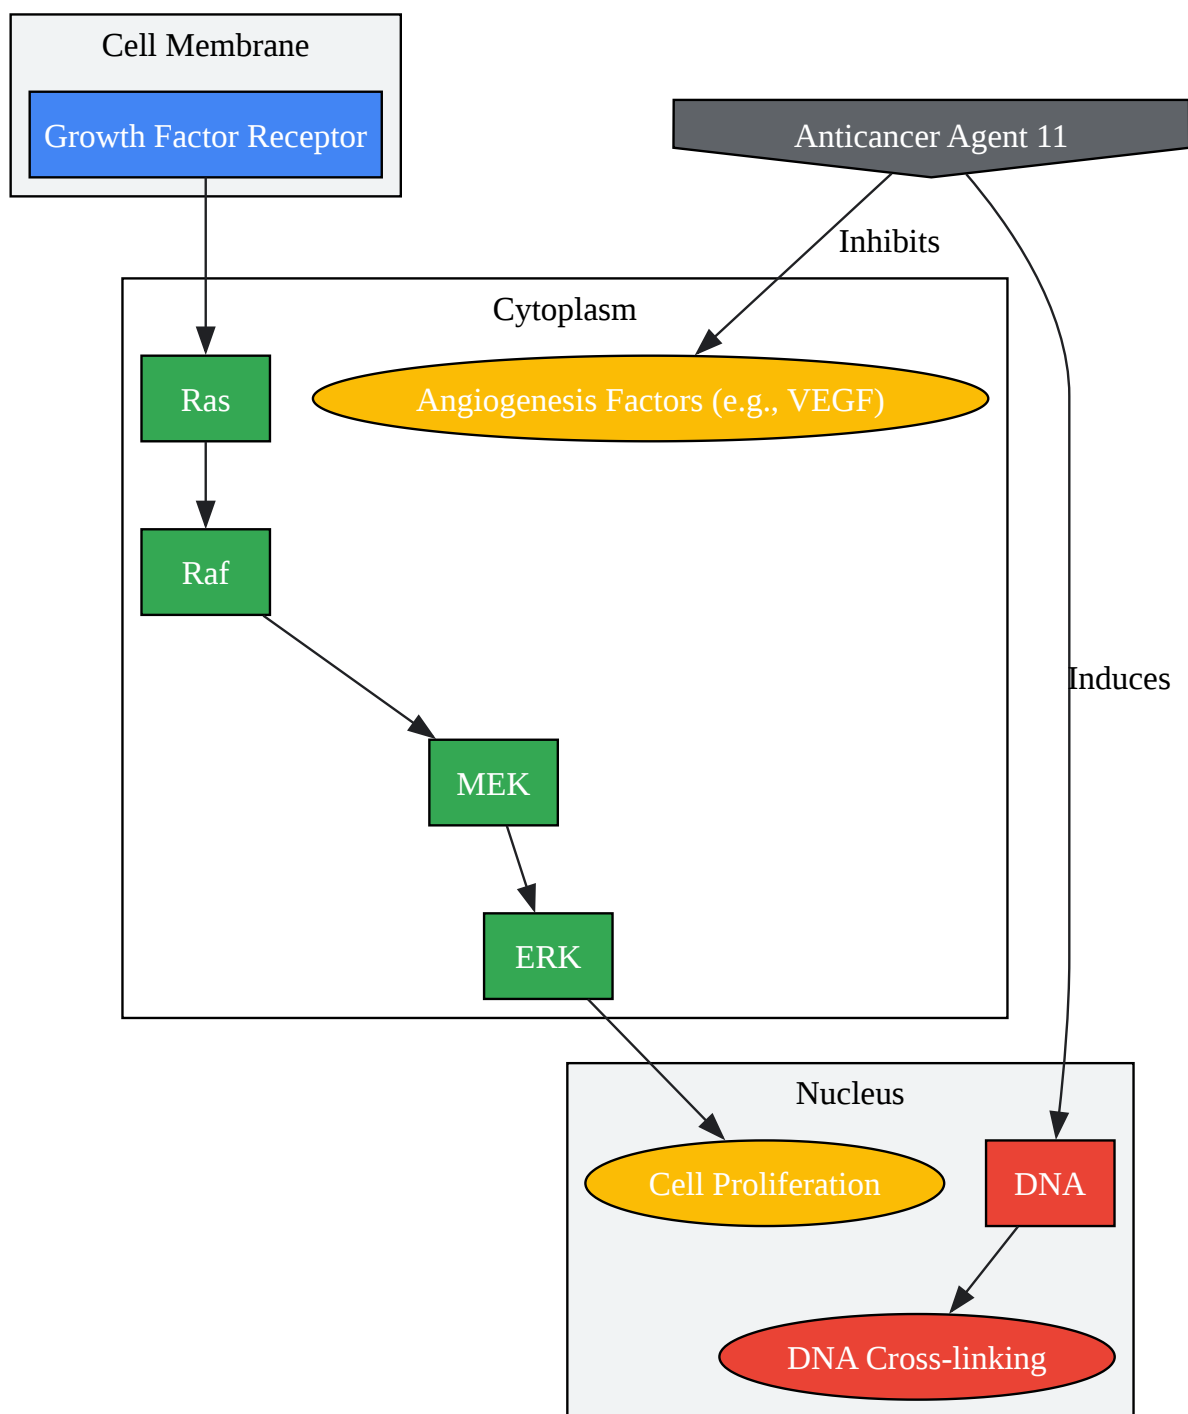 Cell Membrane
Growth Factor Receptor
Anticancer Agent 11
Inhibits
Cytoplasm
Ras
Angiogenesis Factors (e.g., VEGF)
Raf
Induces
MEK
ERK
Nucleus
Cell Proliferation
DNA
DNA Cross-linking